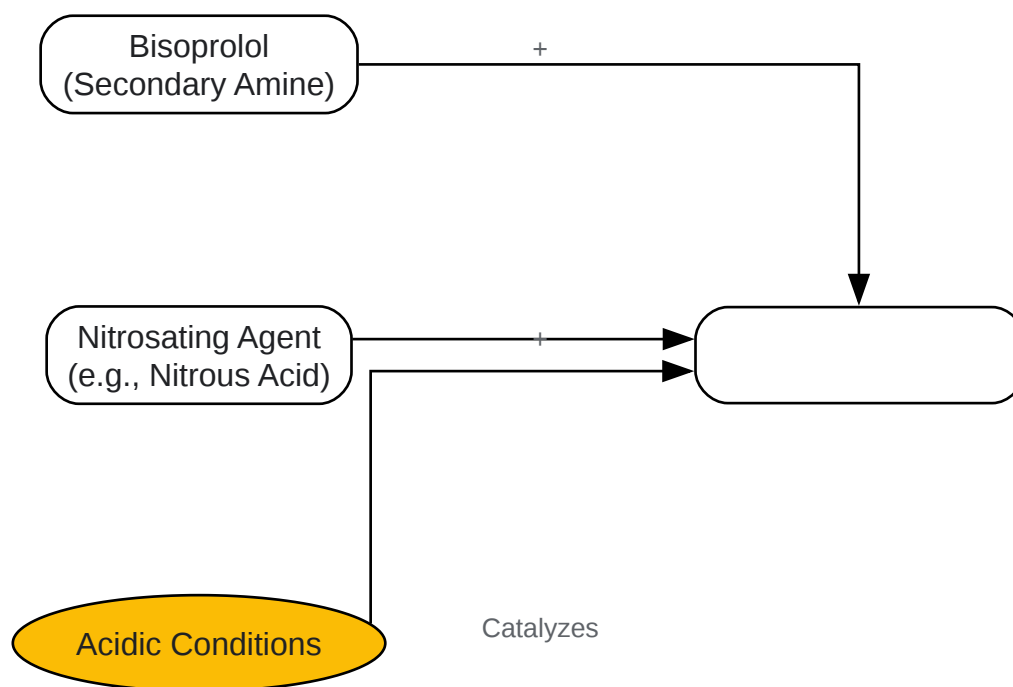 Bisoprolol
(Secondary Amine)
+
Nitrosating Agent
(e.g., Nitrous Acid)
+
Acidic Conditions
Catalyzes